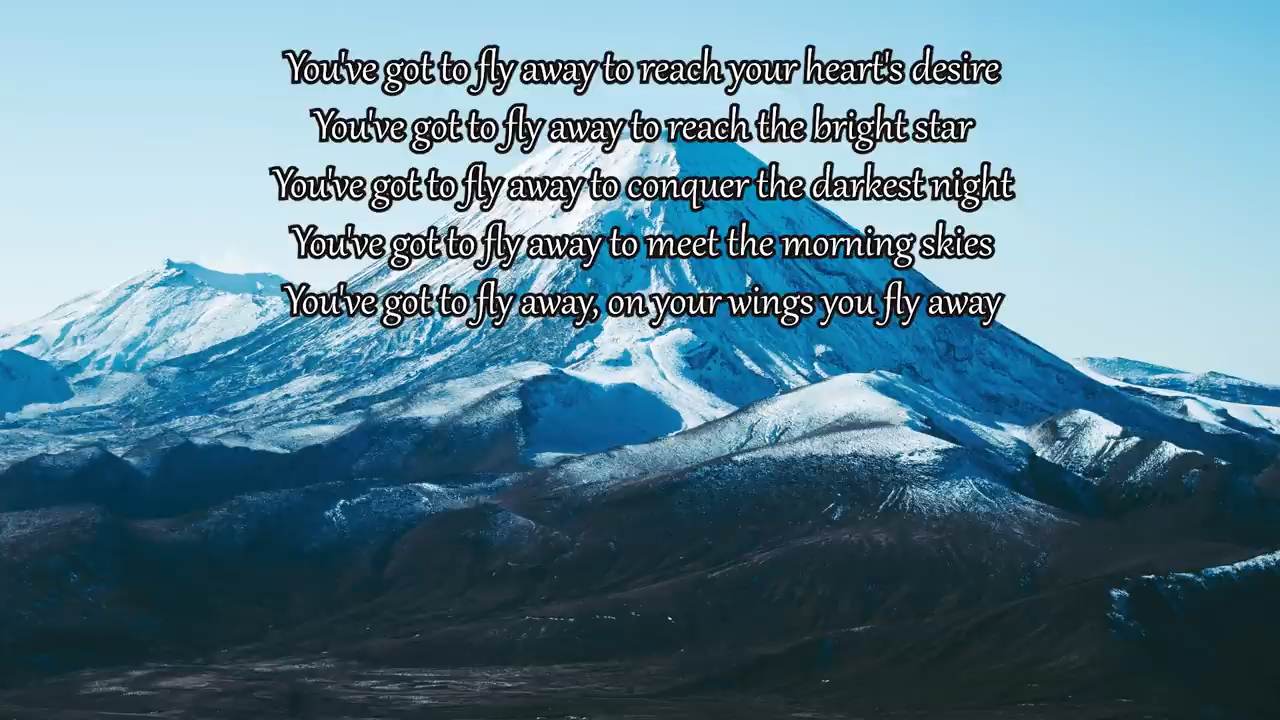 You've got to fly away to reach your heart's desire
You've got to fly away to reach the bright star
You've got to fly away to conquer the darkest night
You've got to fly away to meet the morning skies
You've got to fly away, on your wings you fly away